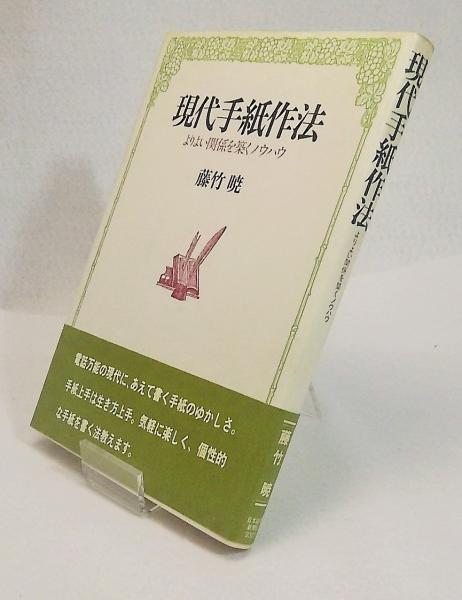 現代手紙作法
よりよい関係を築くノウハウ
藤竹 暁
電話万能の現代に、あえて書く手紙のゆかしさ。
手紙上手は生き方上手。気軽に楽しく、個性的
な手紙を書く法教えます。
現代手紙作法
よりよい関係を築くノウハウ
藤竹 暁